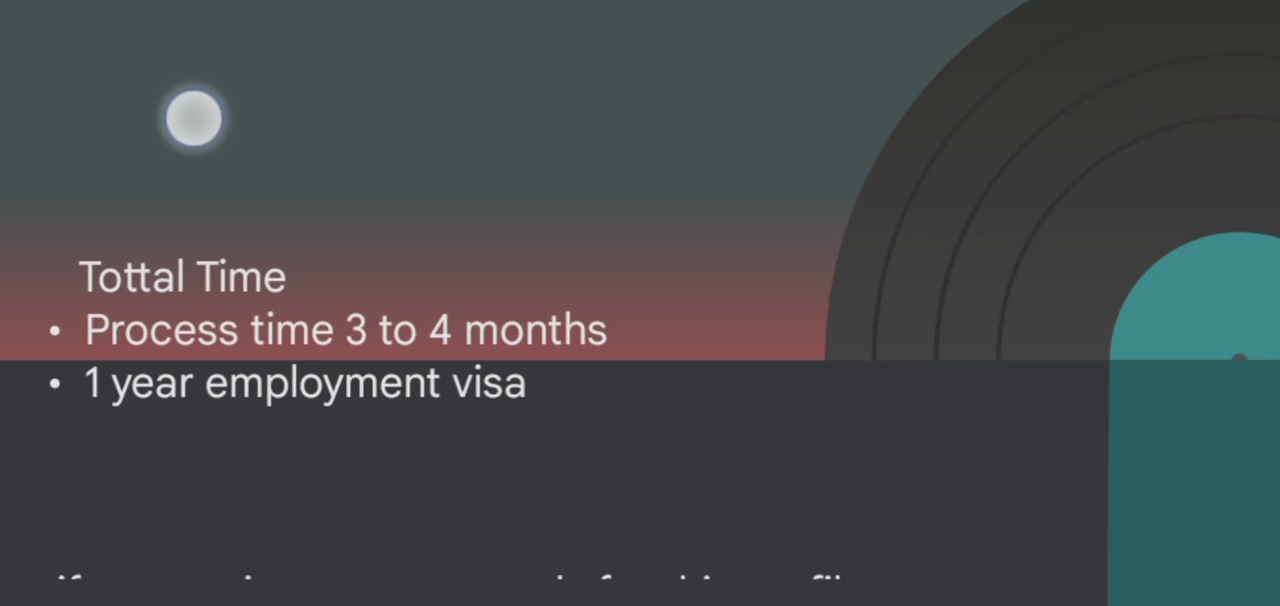 Tottal Time
• Process time 3 to 4 months
• 1 year employment visa